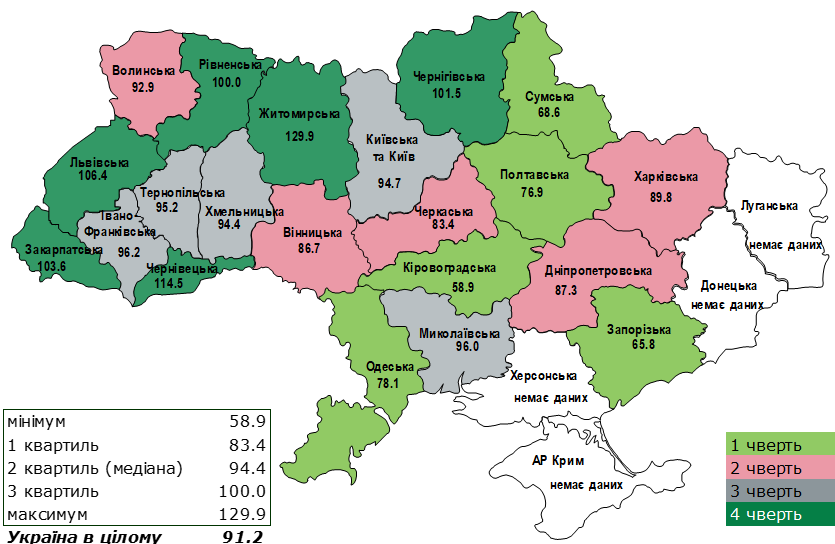 Волинська
92.9
Рівненська
100.0
Житомирська
129.9
Київська
та Київ
94.7
Чернігівська
101.5
Сумська
68.6
Львівська
106.4
Тернопільська
95.2
Хмельницька
94.4
Івано
Франківська
96.2
Закарпатська
103.6
Чернівецька
114.5
Вінницька
86.7
Черкаська
83.4
Полтавська
76.9
Харківська
89.8
Луганська
немає даних
Кіровоградська
58.9
Дніпропетровська
87.3
Донецька
немає даних
Запорізька
65.8
Миколаївська
96.0
Одеська
78.1
Херсонська
немає даних
АР Крим
немає даних
мінімум 58.9
1 квартиль 83.4
2 квартиль (медіана) 94.4
3 квартиль 100.0
максимум 129.9
Україна в цілому 91.2
1 чверть
2 чверть
3 чверть
4 чверть